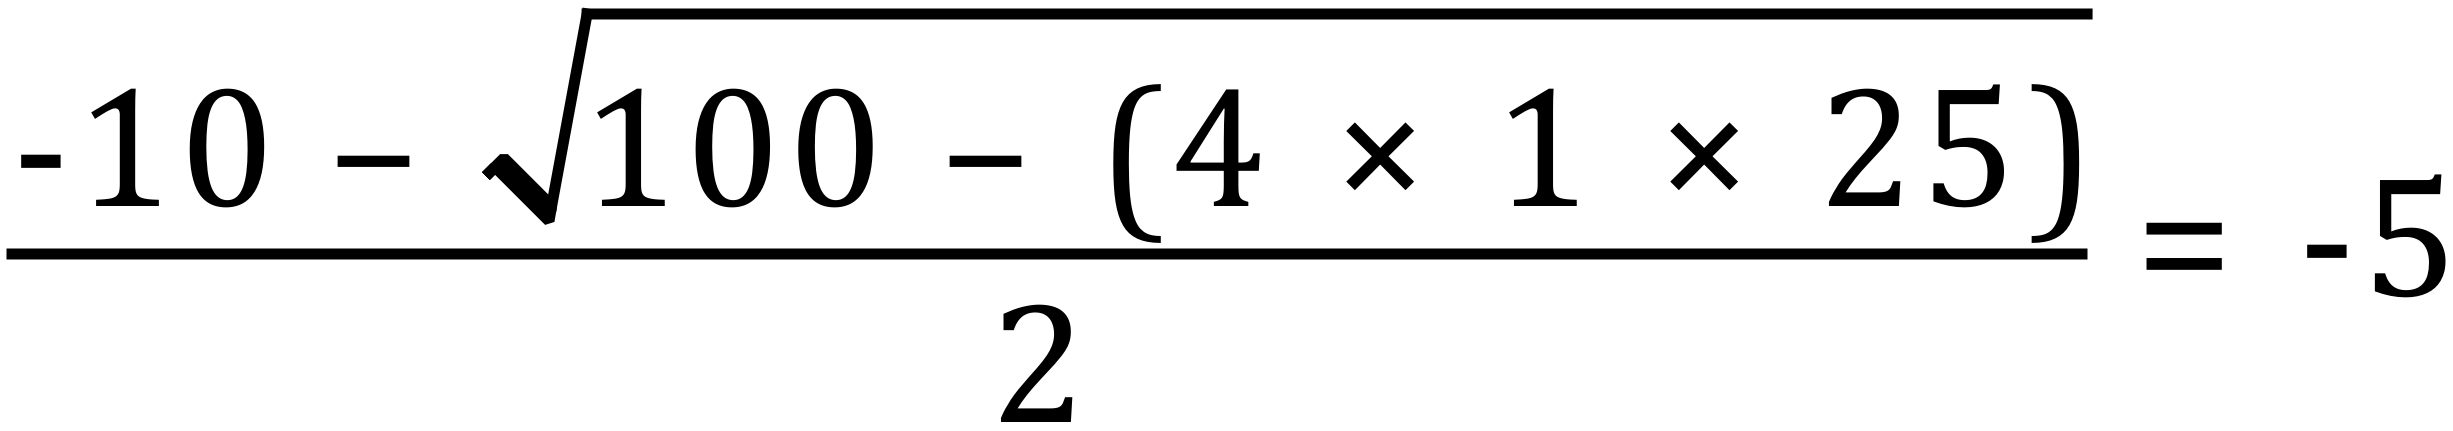 -10 − √100 − (4 × 1 × 25)
= -5
2